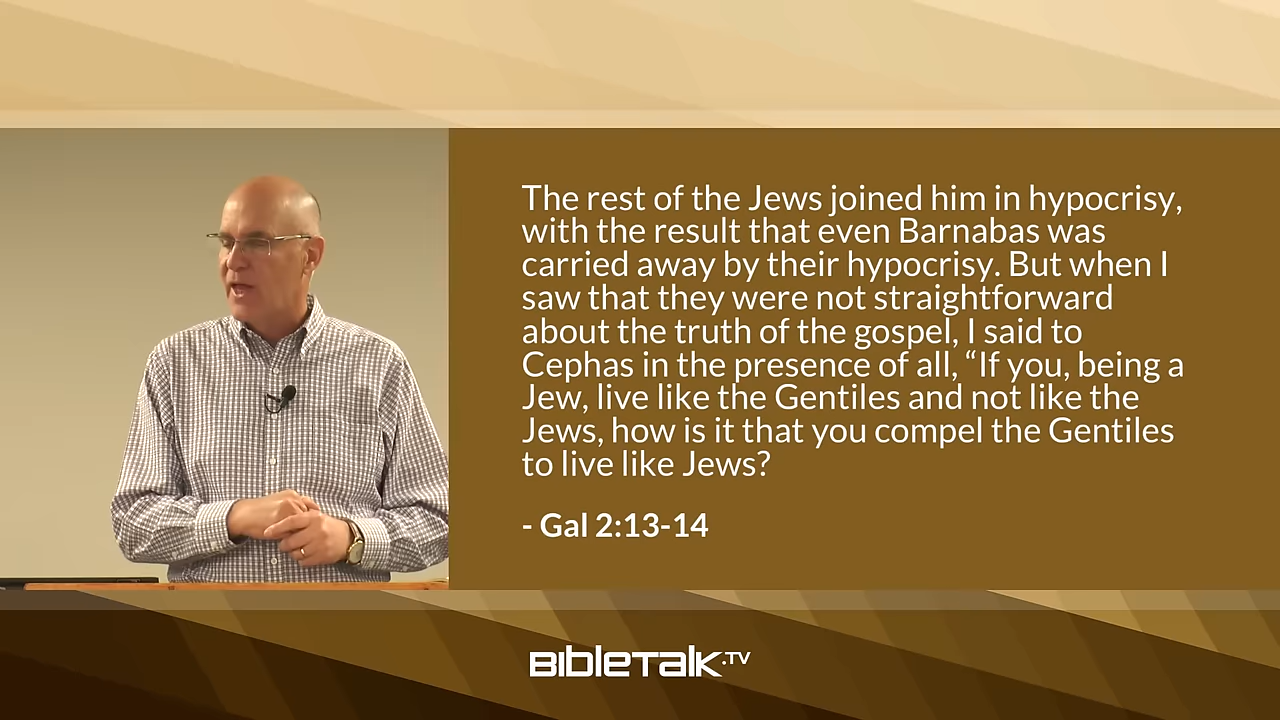 The rest of the Jews joined him in hypocrisy,
with the result that even Barnabas was
carried away by their hypocrisy. But when I
saw that they were not straightforward
about the truth of the gospel, I said to
Cephas in the presence of all, “If you, being a
Jew, live like the Gentiles and not like the
Jews, how is it that you compel the Gentiles
to live like Jews?
- Gal 2:13-14
BIBLETALK.TV